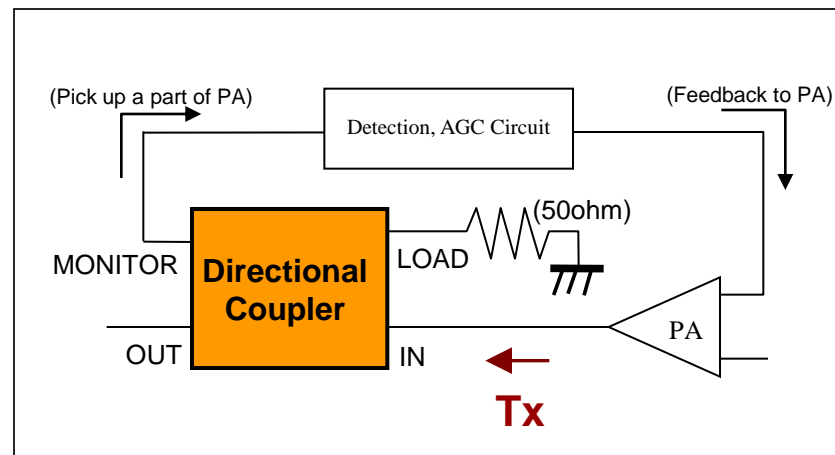 (Pick up a part of PA)
(Feedback to PA)
Detection, AGC Circuit
(50ohm)
MONITOR
LOAD
Directional
Coupler
OUT
IN
PA
Tx